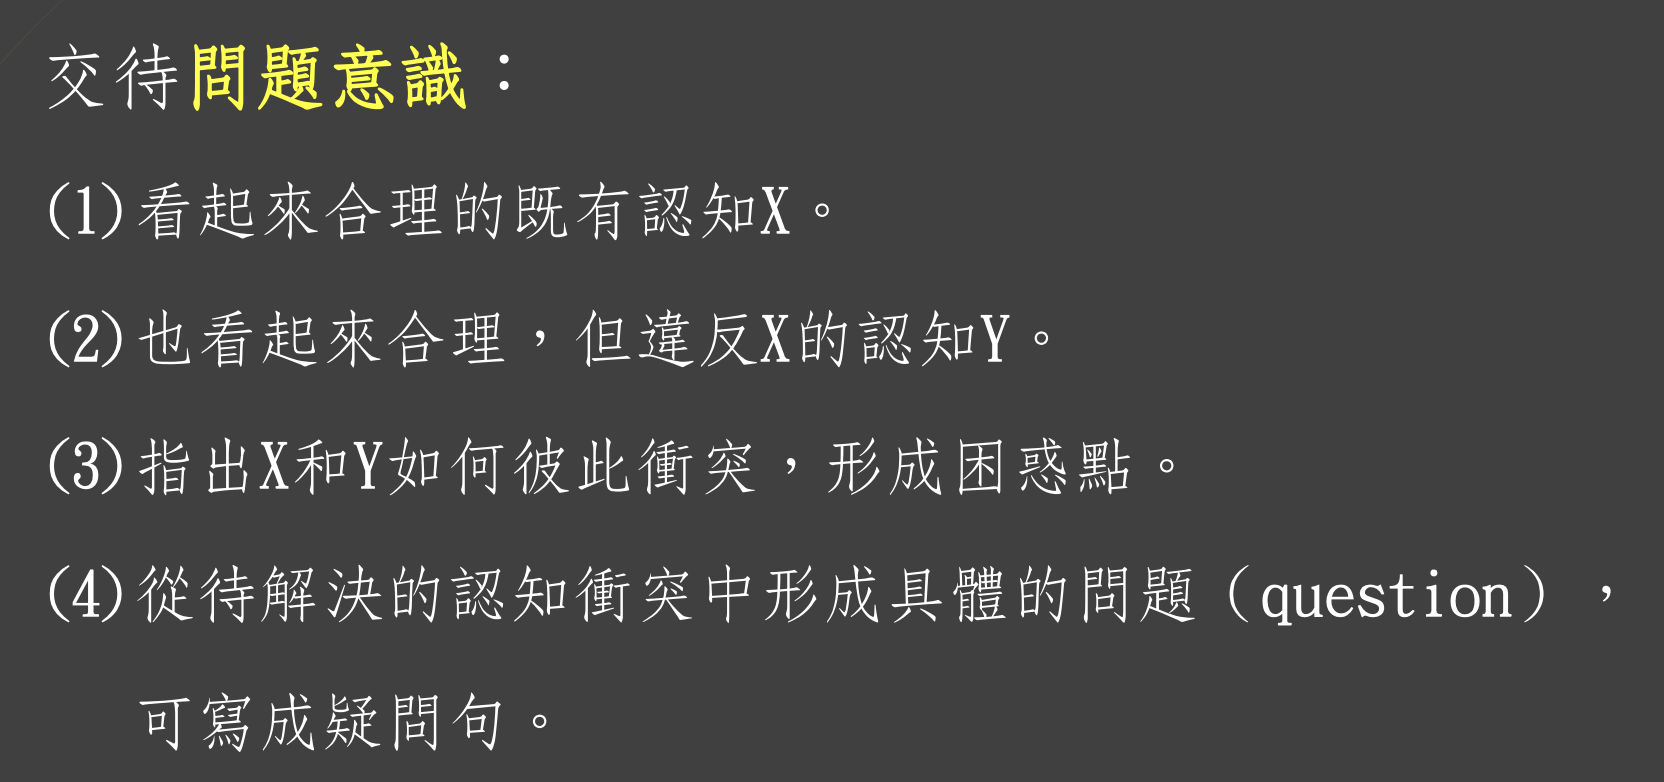 交待問題意識：
(1)看起來合理的既有認知X。
(2)也看起來合理，但違反X的認知Y。
(3)指出X和Y如何彼此衝突，形成困惑點。
(4)從待解決的認知衝突中形成具體的問題（question），
可寫成疑問句。